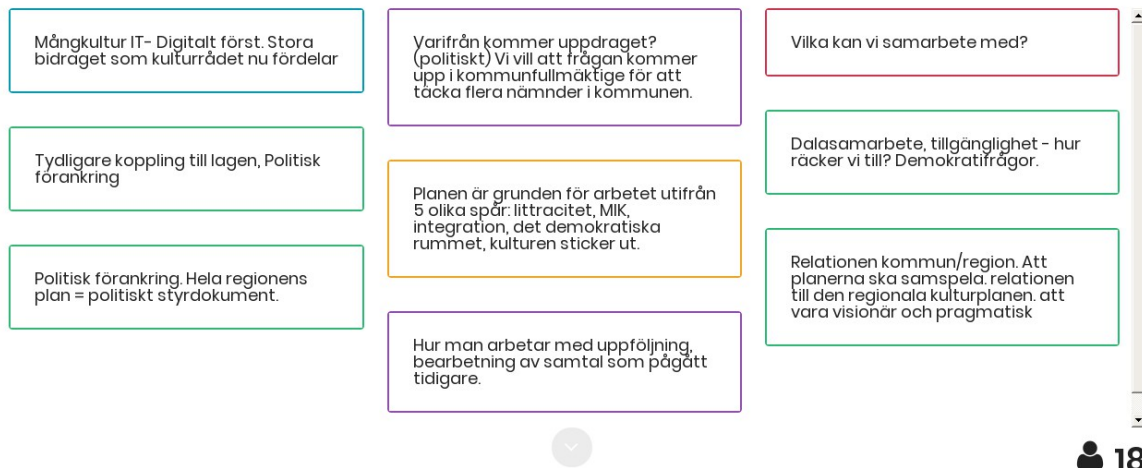 Mångkultur IT- Digitalt först. Stora
bidraget som kulturrådet nu fördelar
Tydligare koppling till lagen, Politisk
förankring
Politisk förankring. Hela regionens
plan = politiskt styrdokument.
Varifrån kommer uppdraget?
(politiskt) Vi vill att frågan kommer
upp i kommunfullmäktige för att
täcka flera nämnder i kommunen.
Planen är grunden för arbetet utifrån
5 olika spår: littracitet, MIK,
integration, det demokratiska
rummet, kulturen sticker ut.
Hur man arbetar med uppföljning,
bearbetning av samtal som pågått
tidigare.
Vilka kan vi samarbete med?
Dalasamarbete, tillgänglighet - hur
räcker vi till? Demokratifrågor.
Relationen kommun/region. Att
planerna ska samspela. relationen
till den regionala kulturplanen. att
vara visionär och pragmatisk
18